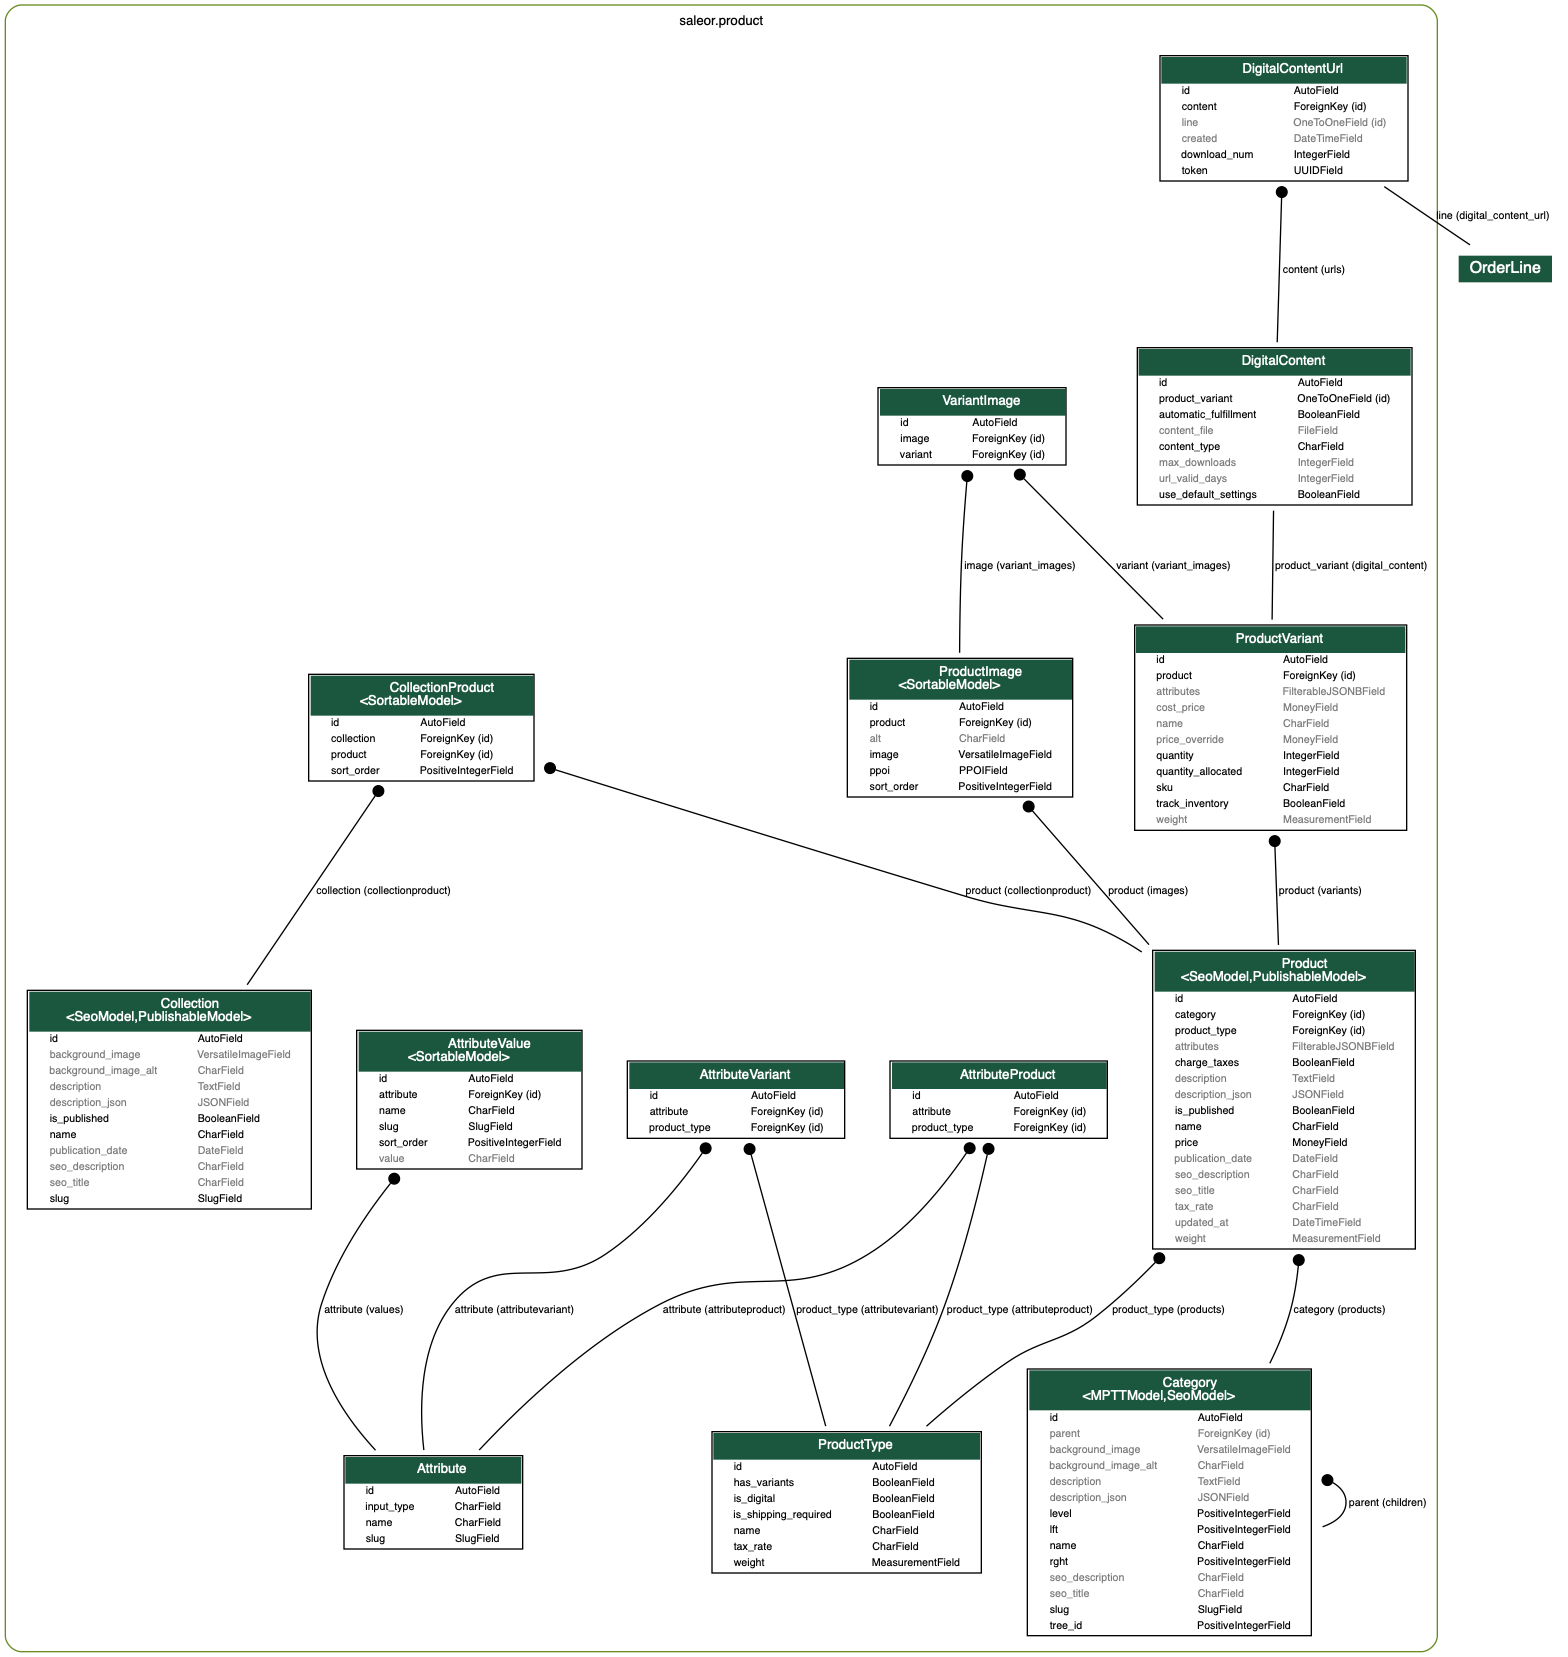 saleor.product
DigitalContentUrl
id AutoField
content ForeignKey (id)
line OneToOneField (id)
created DateTimeField
download_num IntegerField
token UUIDField
line (digital_content_url)
OrderLine
content (urls)
DigitalContent
id AutoField
product_variant OneToOneField (id)
automatic_fulfillment BooleanField
content_file FileField
content_type CharField
max_downloads IntegerField
url_valid_days IntegerField
use_default_settings BooleanField
VariantImage
id AutoField
image ForeignKey (id)
variant ForeignKey (id)
image (variant_images)
variant (variant_images)
product_variant (digital_content)
ProductVariant
id AutoField
product ForeignKey (id)
attributes FilterableJSONBField
cost_price MoneyField
name CharField
price_override MoneyField
quantity IntegerField
quantity_allocated IntegerField
sku CharField
track_inventory BooleanField
weight MeasurementField
ProductImage
<SortableModel>
id AutoField
product ForeignKey (id)
alt CharField
image VersatileImageField
ppoi PPOIField
sort_order PositiveIntegerField
CollectionProduct
<SortableModel>
id AutoField
collection ForeignKey (id)
product ForeignKey (id)
sort_order PositiveIntegerField
collection (collectionproduct)
product (collectionproduct)
product (images)
product (variants)
Product
<SeoModel,PublishableModel>
id AutoField
category ForeignKey (id)
product_type ForeignKey (id)
attributes FilterableJSONBField
charge_taxes BooleanField
description TextField
description_json JSONField
is_published BooleanField
name CharField
price MoneyField
publication_date DateField
seo_description CharField
seo_title CharField
tax_rate CharField
updated_at DateTimeField
weight MeasurementField
Collection
<SeoModel,PublishableModel>
id AutoField
background_image VersatileImageField
background_image_alt CharField
description TextField
description_json JSONField
is_published BooleanField
name CharField
publication_date DateField
seo_description CharField
seo_title CharField
slug SlugField
AttributeValue
<SortableModel>
id AutoField
attribute ForeignKey (id)
name CharField
slug SlugField
sort_order PositiveIntegerField
value CharField
AttributeVariant
id AutoField
attribute ForeignKey (id)
product_type ForeignKey (id)
AttributeProduct
id AutoField
attribute ForeignKey (id)
product_type ForeignKey (id)
attribute (values)
attribute (attributevariant)
attribute (attributeproduct)
product_type (attributevariant)
product_type (attributeproduct)
product_type (products)
category (products)
Attribute
id AutoField
input_type CharField
name CharField
slug SlugField
ProductType
id AutoField
has_variants BooleanField
is_digital BooleanField
is_shipping_required BooleanField
name CharField
tax_rate CharField
weight MeasurementField
Category
<MPTTModel,SeoModel>
id AutoField
parent ForeignKey (id)
background_image VersatileImageField
background_image_alt CharField
description TextField
description_json JSONField
level PositiveIntegerField
lft PositiveIntegerField
name CharField
rght PositiveIntegerField
seo_description CharField
seo_title CharField
slug SlugField
tree_id PositiveIntegerField
parent (children)